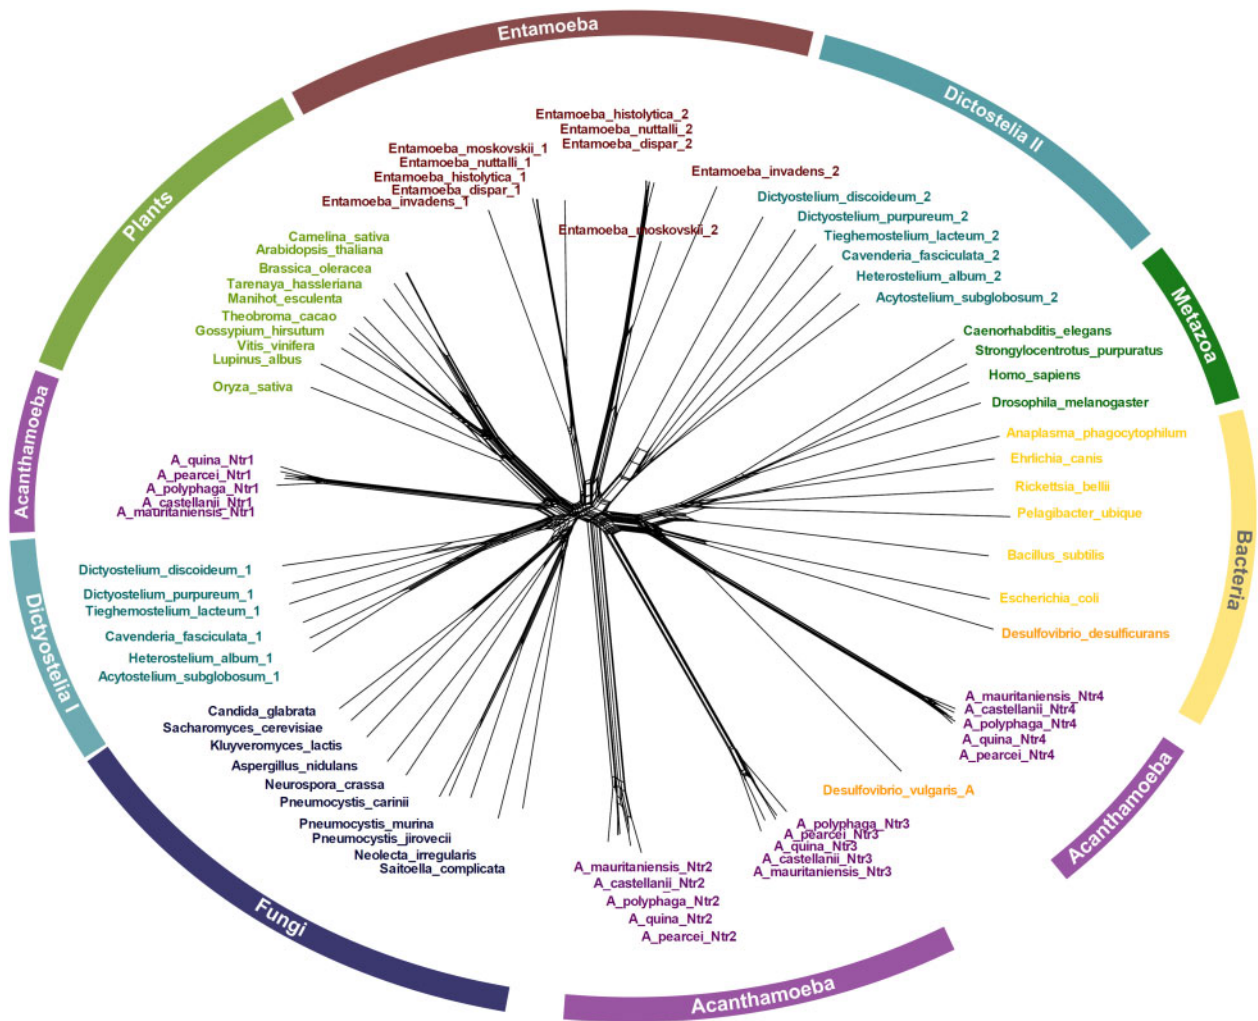 Entamoeba
Dictostelia II
Metazoa
Bacteria
Acanthamoeba
Acanthamoeba
Fungi
Dictyostelia I
Acanthamoeba
Plants
Entamoeba_histolytica_2
Entamoeba_nuttalli_2
Entamoeba_dispar_2
Entamoeba_moskovskii_1
Entamoeba_nuttalli_1
Entamoeba_histolytica_1
Entamoeba_dispar_1
Entamoeba_invadens_1
Entamoeba_invadens_2
Entamoeba_moskovskii_2
Dictyostelium_discoideum_2
Dictyostelium_purpureum_2
Tieghemostelium_lacteum_2
Cavenderia_fasciculata_2
Heterostelium_album_2
Acytostelium_subglobosum_2
Camelina_sativa
Arabidopsis_thaliana
Brassica_oleracea
Tarenaya_hassleriana
Manihot_esculenta
Theobroma_cacao
Gossypium_hirsutum
Vitis_vinifera
Lupinus_albus
Oryza_sativa
Caenorhabditis_elegans
Strongylocentrotus_purpuratus
Homo_sapiens
Drosophila_melanogaster
Anaplasma_phagocytophilum
Ehrlichia_canis
Rickettsia_bellii
Pelagibacter_ubique
Bacillus_subtilis
Escherichia_coli
Desulfovibrio_desulficurans
A_quina_Ntr1
A_pearcei_Ntr1
A_polyphaga_Ntr1
A_castellanii_Ntr1
A_mauritaniensis_Ntr1
Dictyostelium_discoideum_1
Dictyostelium_purpureum_1
Tieghemostelium_lacteum_1
Cavenderia_fasciculata_1
Heterostelium_album_1
Acytostelium_subglobosum_1
Candida_glabrata
Sacharomyces_cerevisiae
Kluyveromyces_lactis
Aspergillus_nidulans
Neurospora_crassa
Pneumocystis_carinii
Pneumocystis_murina
Pneumocystis_jirovecii
Neolecta_irregularis
Saitoella_complicata
A_mauritaniensis_Ntr4
A_castellanii_Ntr4
A_polyphaga_Ntr4
A_quina_Ntr4
A_pearcei_Ntr4
Desulfovibrio_vulgaris_A
A_polyphaga_Ntr3
A_pearcei_Ntr3
A_quina_Ntr3
A_castellanii_Ntr3
A_mauritaniensis_Ntr3
A_mauritaniensis_Ntr2
A_castellanii_Ntr2
A_polyphaga_Ntr2
A_quina_Ntr2
A_pearcei_Ntr2